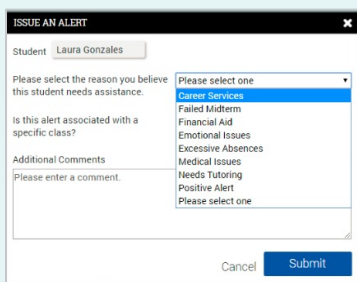 ISSUE AN ALERT
Student Laura Gonzales
Please select the reason you believe
this student needs assistance.
Please select one
Career Services
Failed Midterm
Financial Aid
Emotional Issues
Excessive Absences
Medical Issues
Needs Tutoring
Positive Alert
Please select one
Is this alert associated with a
specific class?
Additional Comments
Please enter a comment.
Cancel Submit